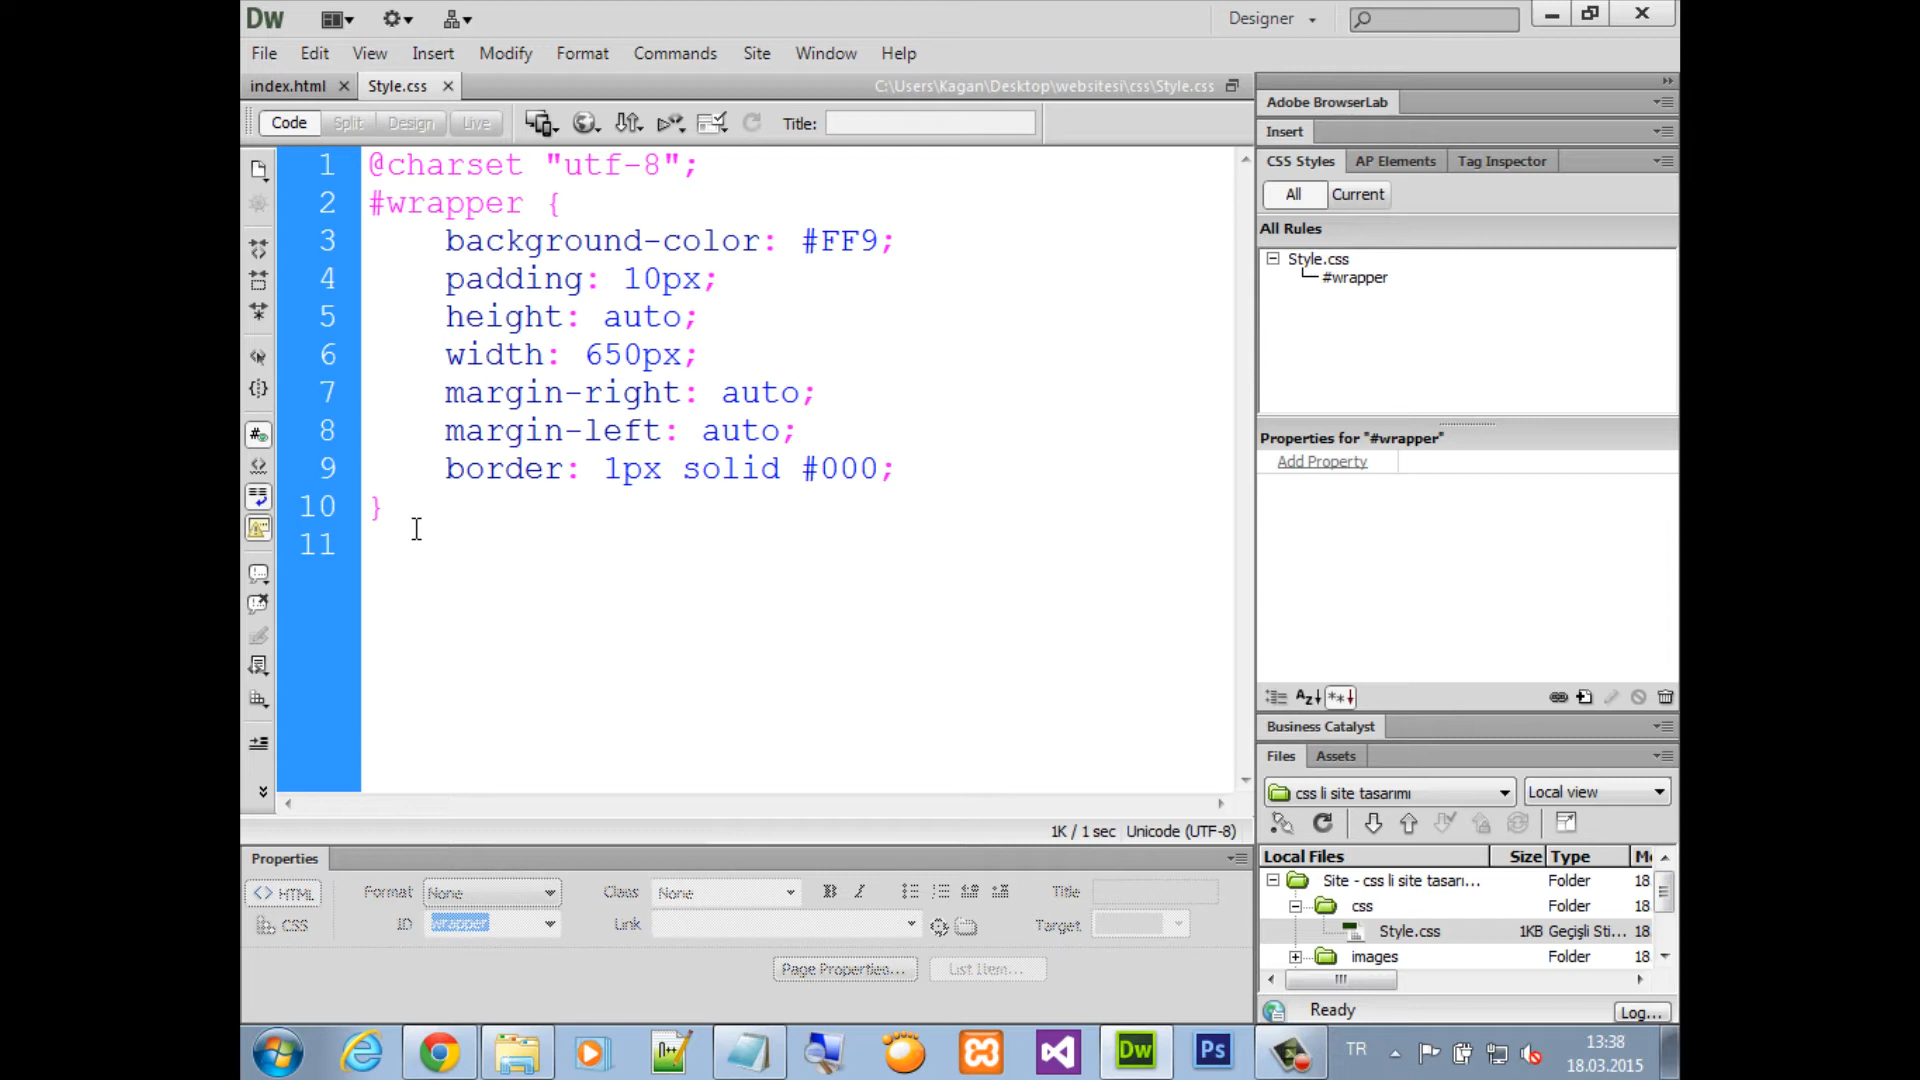 Dw
Designer
File Edit View Insert Modify Format Commands Site Window Help
index.html Style.css C:\Users\Kagan\Desktop\websitesi\css\Style.css
Code Split Design Live Title:
1 @charset "utf-8";
2 #wrapper {
3 background-color: #FF9;
4 padding: 10px;
5 height: auto;
6 width: 650px;
7 margin-right: auto;
8 margin-left: auto;
9 border: 1px solid #000;
10 }
11
1K / 1 sec Unicode (UTF-8)
Adobe BrowserLab
Insert
CSS Styles AP Elements Tag Inspector
All Current
All Rules
Style.css
#wrapper
Properties for "#wrapper"
Add Property
Business Catalyst
Files Assets
css li site tasarımı Local view
Local Files Size Type
Site - css li site tasarı... Folder 18
css Folder 18
Style.css 1KB Geçişli Sti... 18
images Folder 18
Ready Log...
Properties
HTML Format None Class None B I Title
CSS ID wrapper Link Target
Page Properties... List Item...
TR 13:38
18.03.2015
Dw Ps